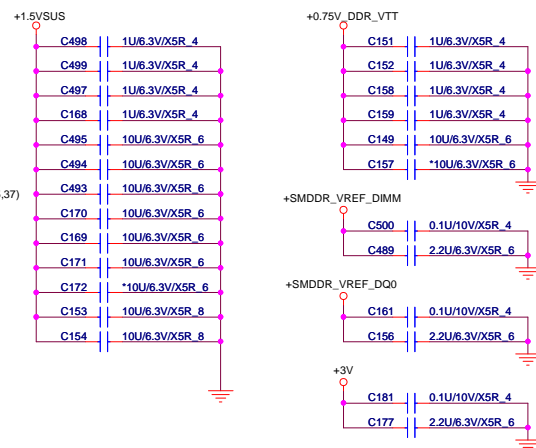 +1.5VSUS
C498 1U/6.3V/X5R_4
C499 1U/6.3V/X5R_4
C497 1U/6.3V/X5R_4
C168 1U/6.3V/X5R_4
C495 10U/6.3V/X5R_6
C494 10U/6.3V/X5R_6
C493 10U/6.3V/X5R_6
,37)
C170 10U/6.3V/X5R_6
C169 10U/6.3V/X5R_6
C171 10U/6.3V/X5R_6
C172 *10U/6.3V/X5R_6
C153 10U/6.3V/X5R_8
C154 10U/6.3V/X5R_8
+0.75V_DDR_VTT
C151 1U/6.3V/X5R_4
C152 1U/6.3V/X5R_4
C158 1U/6.3V/X5R_4
C159 1U/6.3V/X5R_4
C149 10U/6.3V/X5R_6
C157 *10U/6.3V/X5R_6
+SMDDR_VREF_DIMM
C500 0.1U/10V/X5R_4
C489 2.2U/6.3V/X5R_6
+SMDDR_VREF_DQ0
C161 0.1U/10V/X5R_4
C156 2.2U/6.3V/X5R_6
+3V
C181 0.1U/10V/X5R_4
C177 2.2U/6.3V/X5R_6